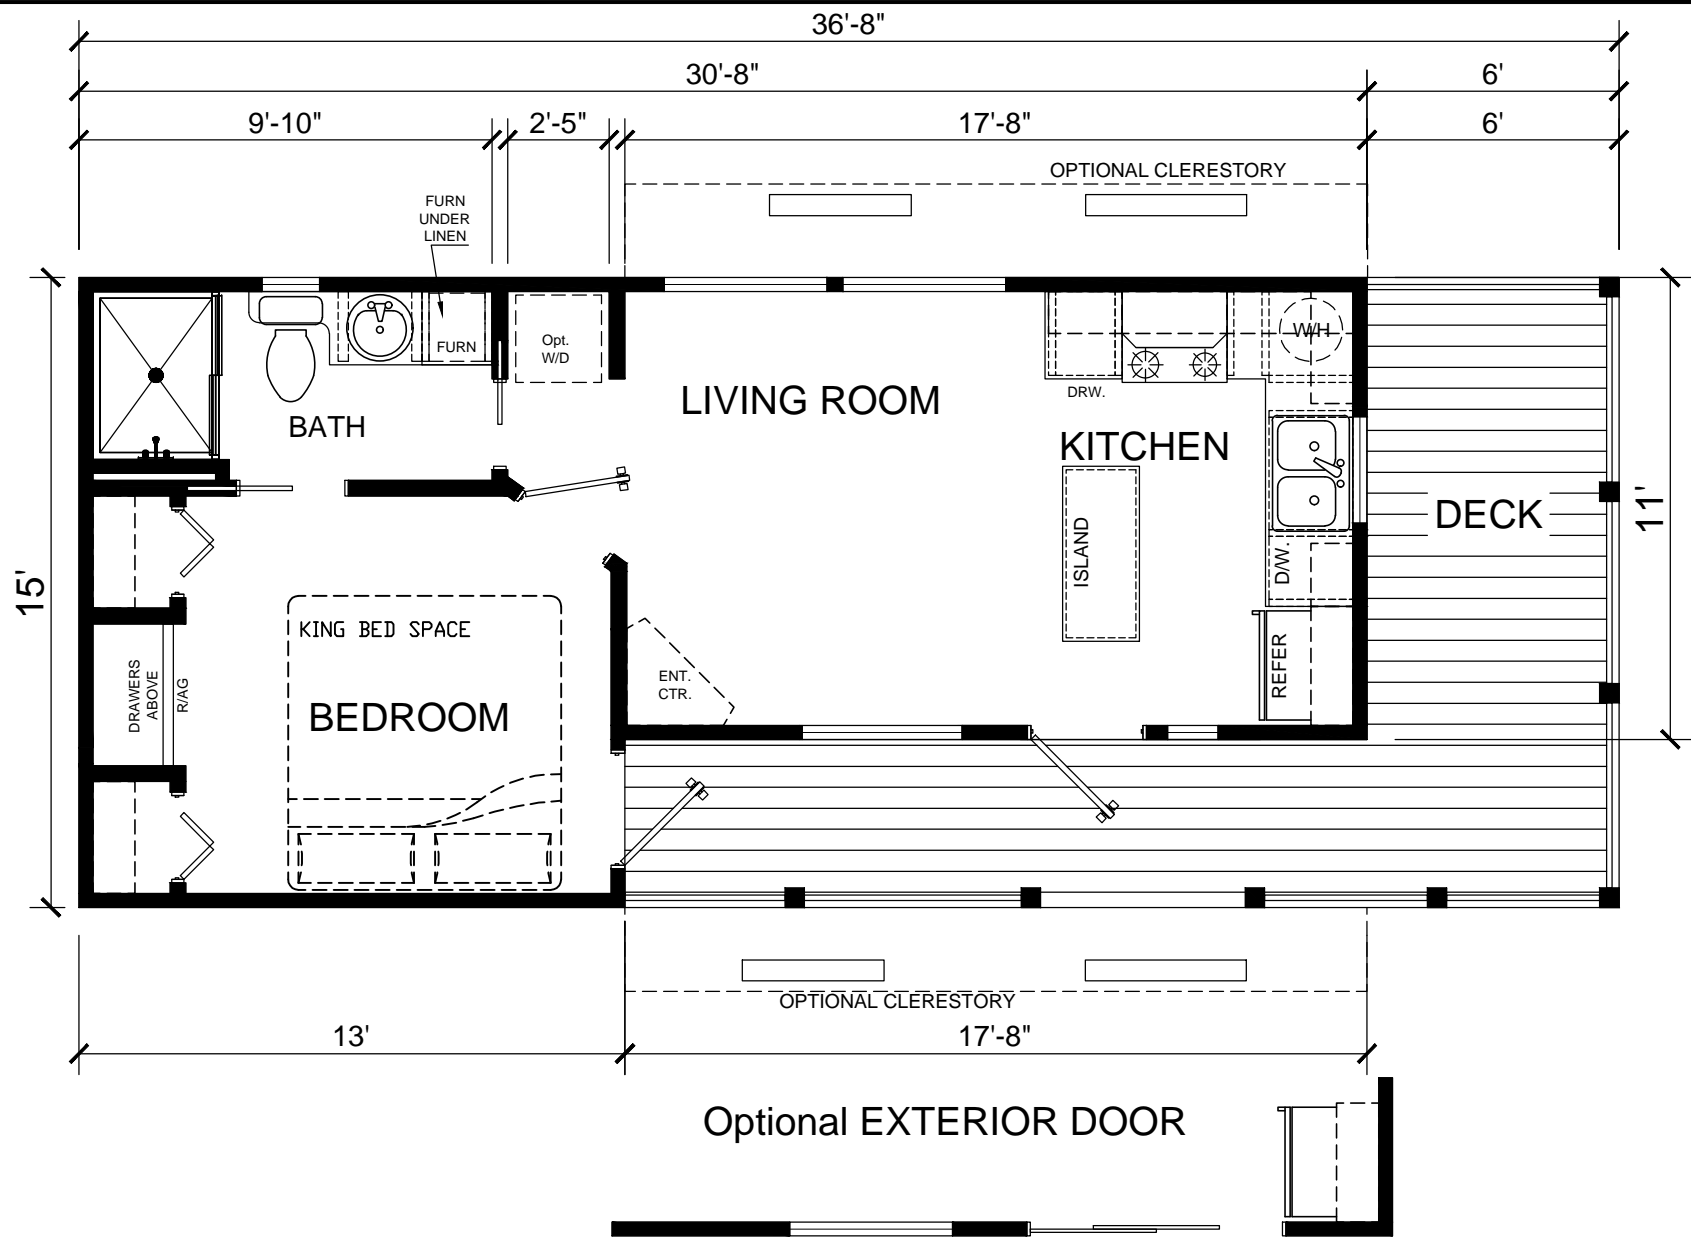 36'-8"
30'-8"
6'
9'-10"
2'-5"
17'-8"
6'
OPTIONAL CLERESTORY
FURN
UNDER
LINEN
FURN
Opt.
W/D
W/H
DRW.
LIVING ROOM
BATH
KITCHEN
DECK
11'
ISLAND
D/W.
15'
KING BED SPACE
REFER
DRAWERS
ABOVE
R/AG
ENT.
CTR.
BEDROOM
OPTIONAL CLERESTORY
13'
17'-8"
Optional EXTERIOR DOOR